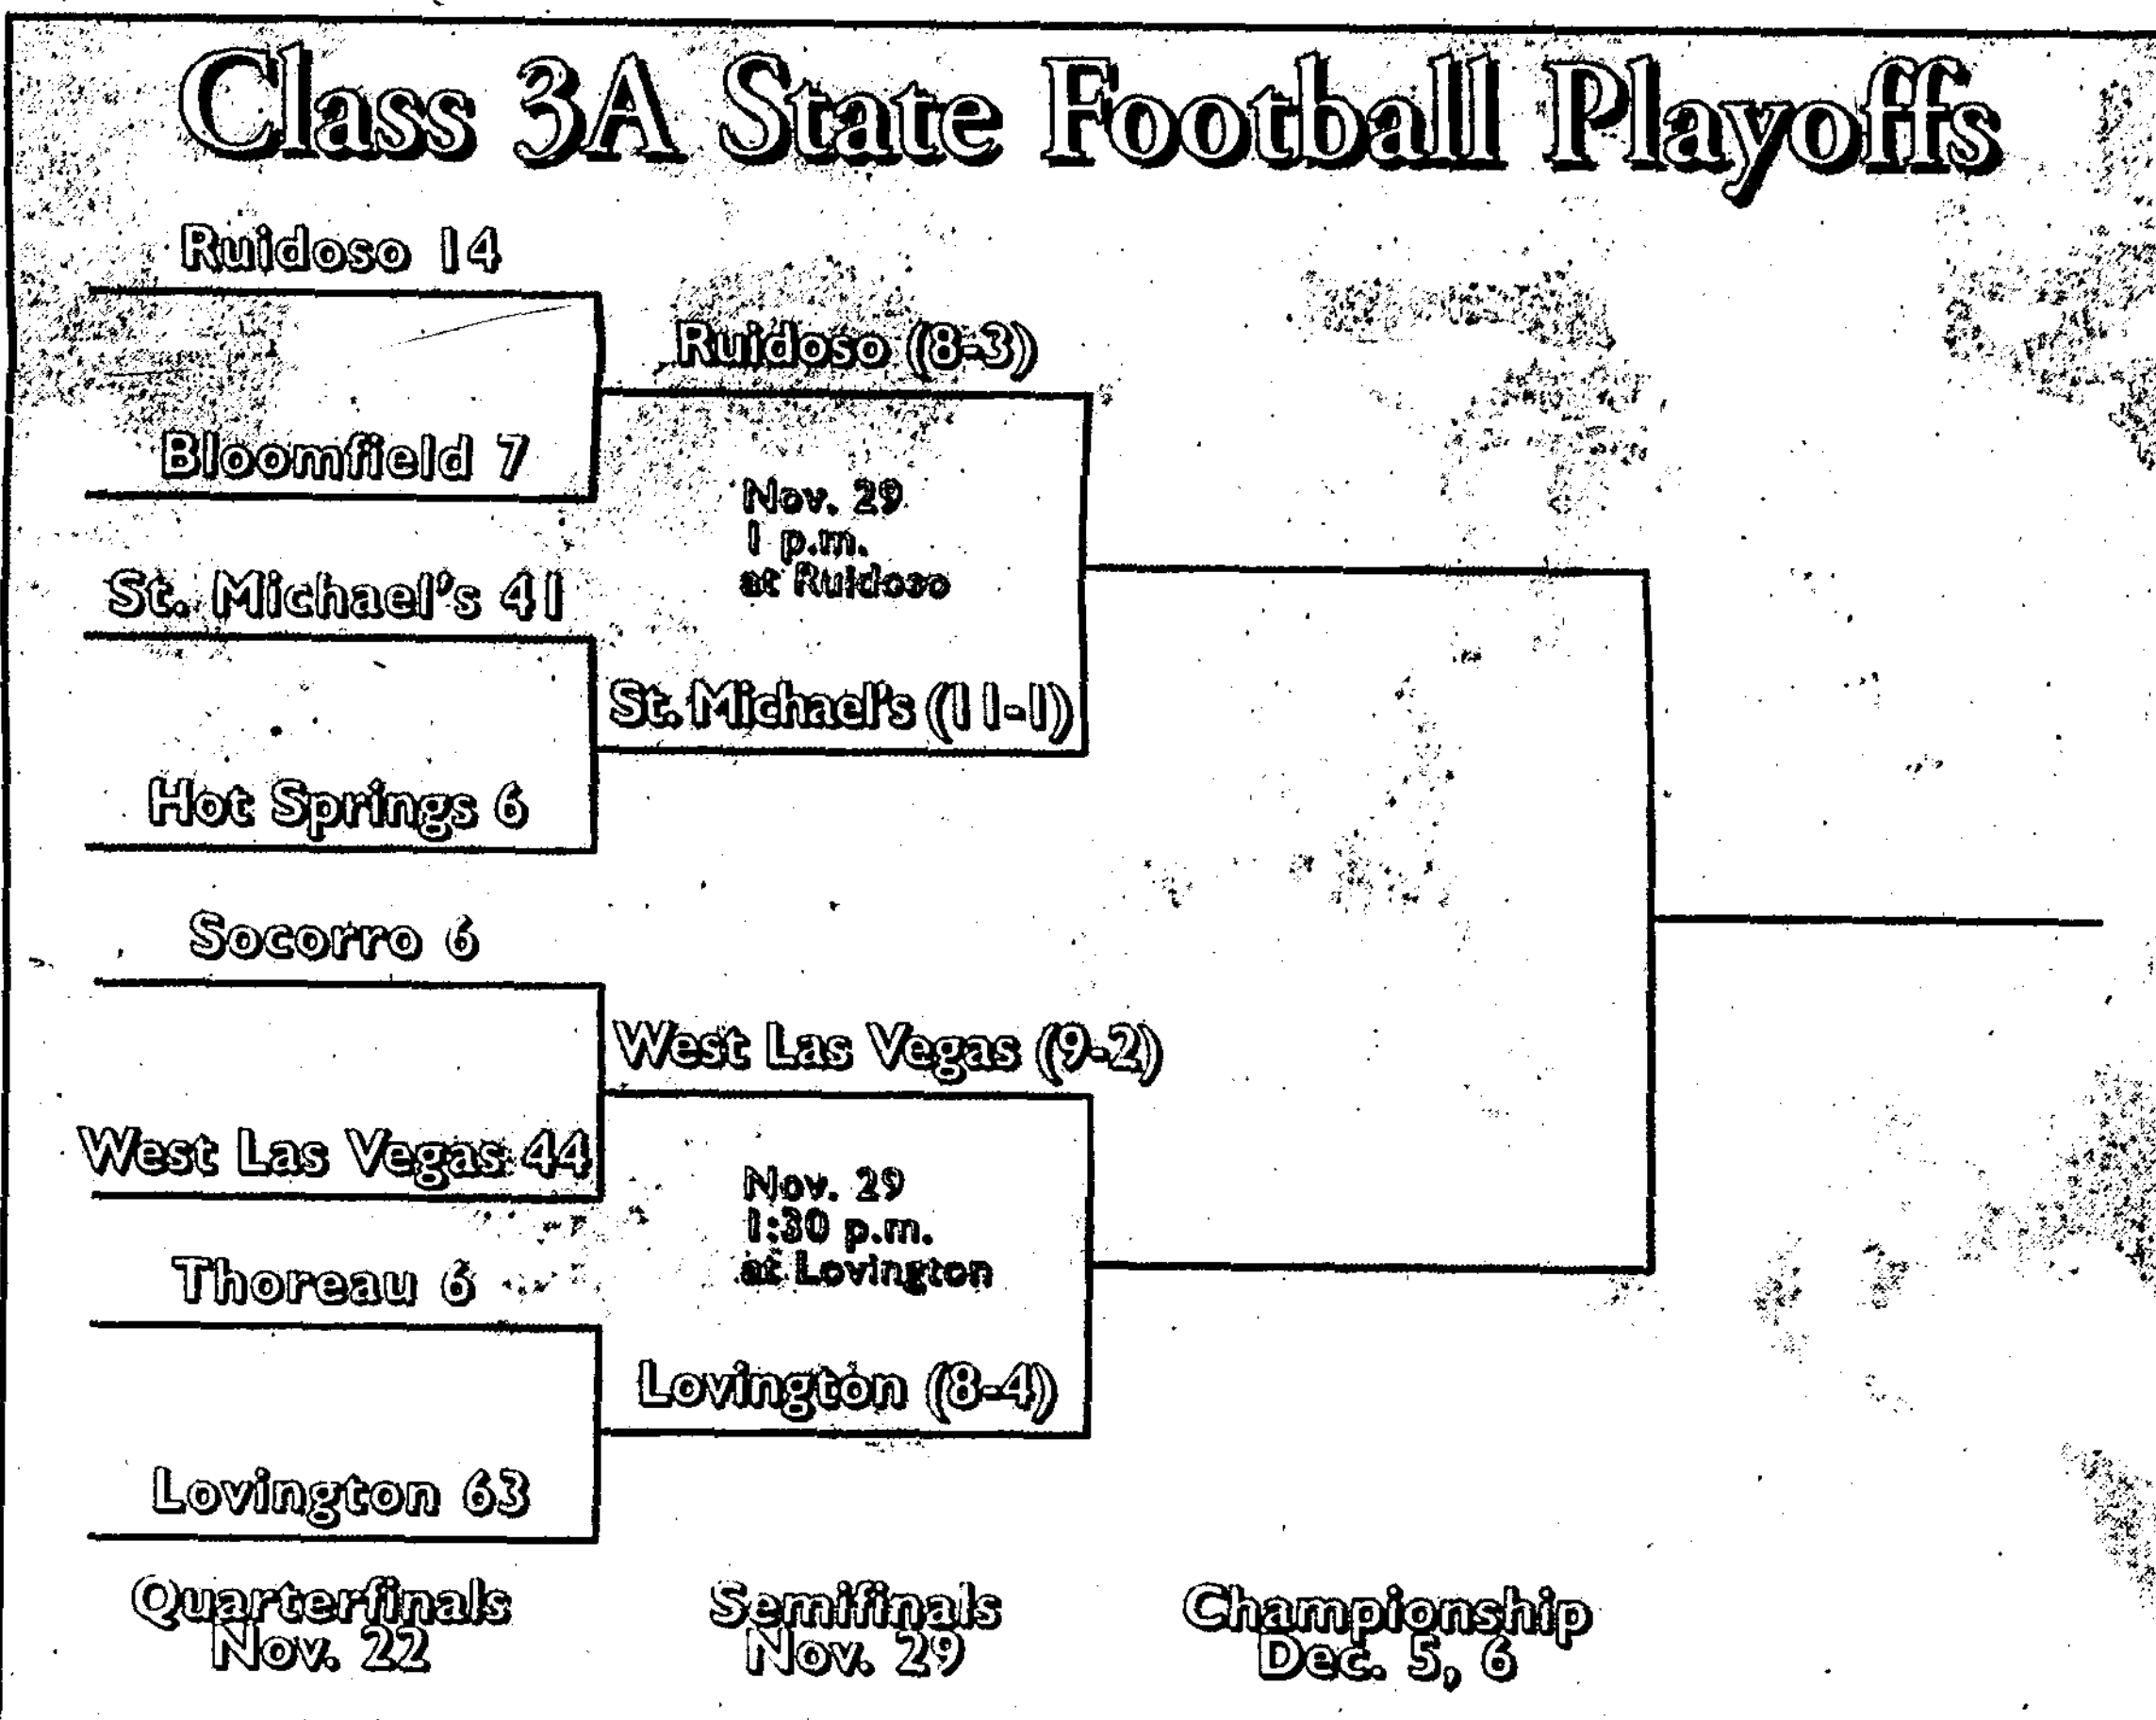 Class 3A State Football Playoffs
Ruidoso 14
Ruidoso (8-3)
Bloomfield 7
Nov. 29
1 p.m.
at Ruidoso
St. Michael's 41
St. Michael's (11-1)
Hot Springs 6
Socorro 6
West Las Vegas (9-2)
West Las Vegas 44
Nov. 29
1:30 p.m.
at Lovington
Thoreau 6
Lovington (8-4)
Lovington 63
Quarterfinals
Nov. 22
Semifinals
Nov. 29
Championship
Dec. 5, 6